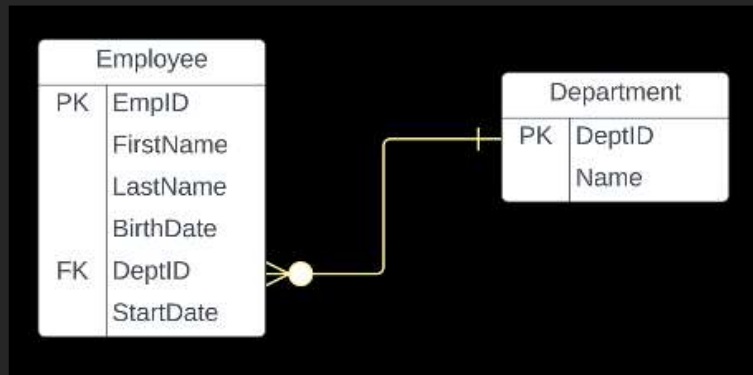 Employee
PK EmpID
FirstName
LastName
BirthDate
FK DeptID
StartDate
Department
PK DeptID
Name